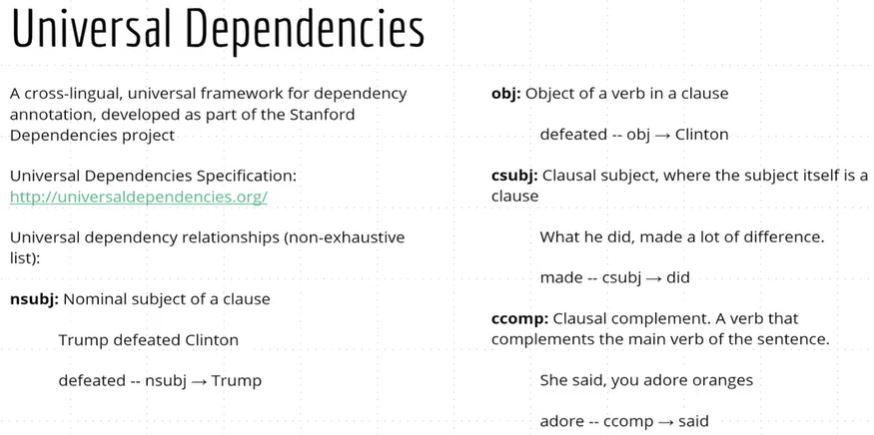 Universal Dependencies
A cross-lingual, universal framework for dependency
annotation, developed as part of the Stanford
Dependencies project
Universal Dependencies Specification:
http://universaldependencies.org/
Universal dependency relationships (non-exhaustive
list):
nsubj: Nominal subject of a clause
Trump defeated Clinton
defeated -- nsubj → Trump
obj: Object of a verb in a clause
defeated -- obj → Clinton
csubj: Clausal subject, where the subject itself is a
clause
What he did, made a lot of difference.
made -- csubj → did
ccomp: Clausal complement. A verb that
complements the main verb of the sentence.
She said, you adore oranges
adore -- ccomp → said